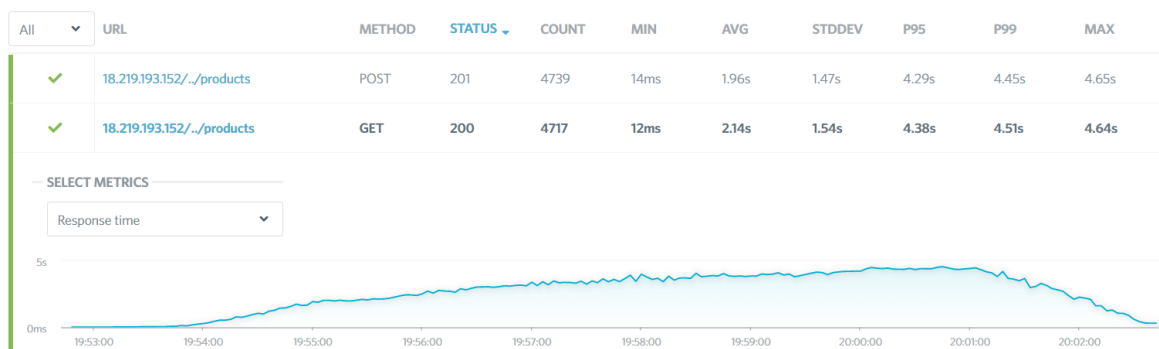 All URL METHOD STATUS COUNT MIN AVG STDDEV P95 P99 MAX
18.219.193.152/../products POST 201 4739 14ms 1.96s 1.47s 4.29s 4.45s 4.65s
18.219.193.152/../products GET 200 4717 12ms 2.14s 1.54s 4.38s 4.51s 4.64s
SELECT METRICS
Response time
5s
0ms
19:53:00 19:54:00 19:55:00 19:56:00 19:57:00 19:58:00 19:59:00 20:00:00 20:01:00 20:02:00